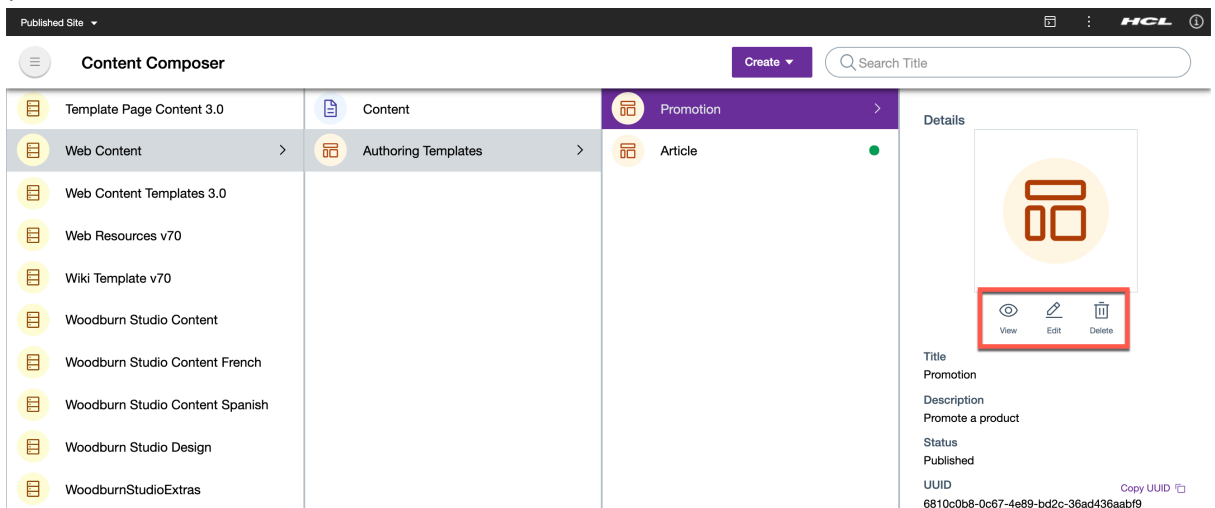 Published Site
HCL
Content Composer
Create
Search Title
Template Page Content 3.0
Web Content
Web Content Templates 3.0
Web Resources v70
Wiki Template v70
Woodburn Studio Content
Woodburn Studio Content French
Woodburn Studio Content Spanish
Woodburn Studio Design
WoodburnStudioExtras
Content
Authoring Templates
Promotion
Article
Details
View Edit Delete
Title
Promotion
Description
Promote a product
Status
Published
UUID Copy UUID
6810c0b8-0c67-4e89-bd2c-36ad436aabf9